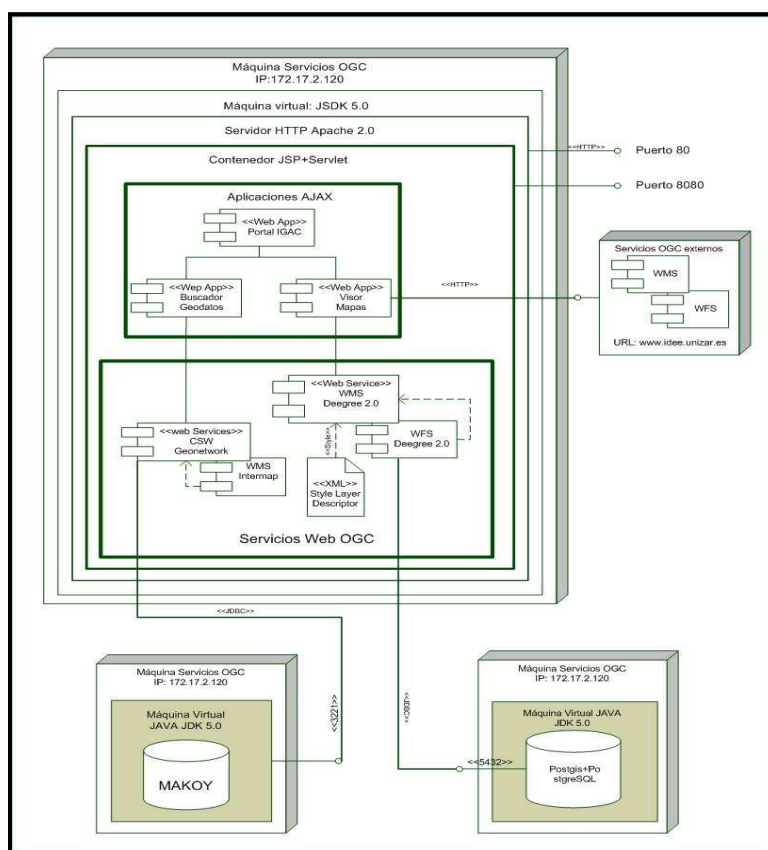 Máquina Servicios OGC
IP:172.17.2.120
Máquina virtual: JSDK 5.0
Servidor HTTP Apache 2.0
Contenedor JSP+Servlet
Aplicaciones AJAX
<<Web App>>
Portal IGAC
<<Wep App>>
Buscador
Geodatos
<<Web App>>
Visor
Mapas
<<HTTP>>
Puerto 80
Puerto 8080
<<HTTP>>
Servicios OGC externos
WMS
WFS
URL: www.idee.unizar.es
<<Web Service>>
WMS
Deegree 2.0
<<web Services>>
CSW
Geonetwork
WMS
Intermap
<<Style>>
WFS
Deegree 2.0
<<XML>>
Style Layer
Descriptor
Servicios Web OGC
<<JDBC>>
<<3221>>
<<JDBC>>
<<5432>>
Máquina Servicios OGC
IP: 172.17.2.120
Máquina Virtual
JAVA JDK 5.0
MAKOY
Máquina Servicios OGC
IP: 172.17.2.120
Máquina Virtual JAVA
JDK 5.0
Postgis+Po
stgreSQL